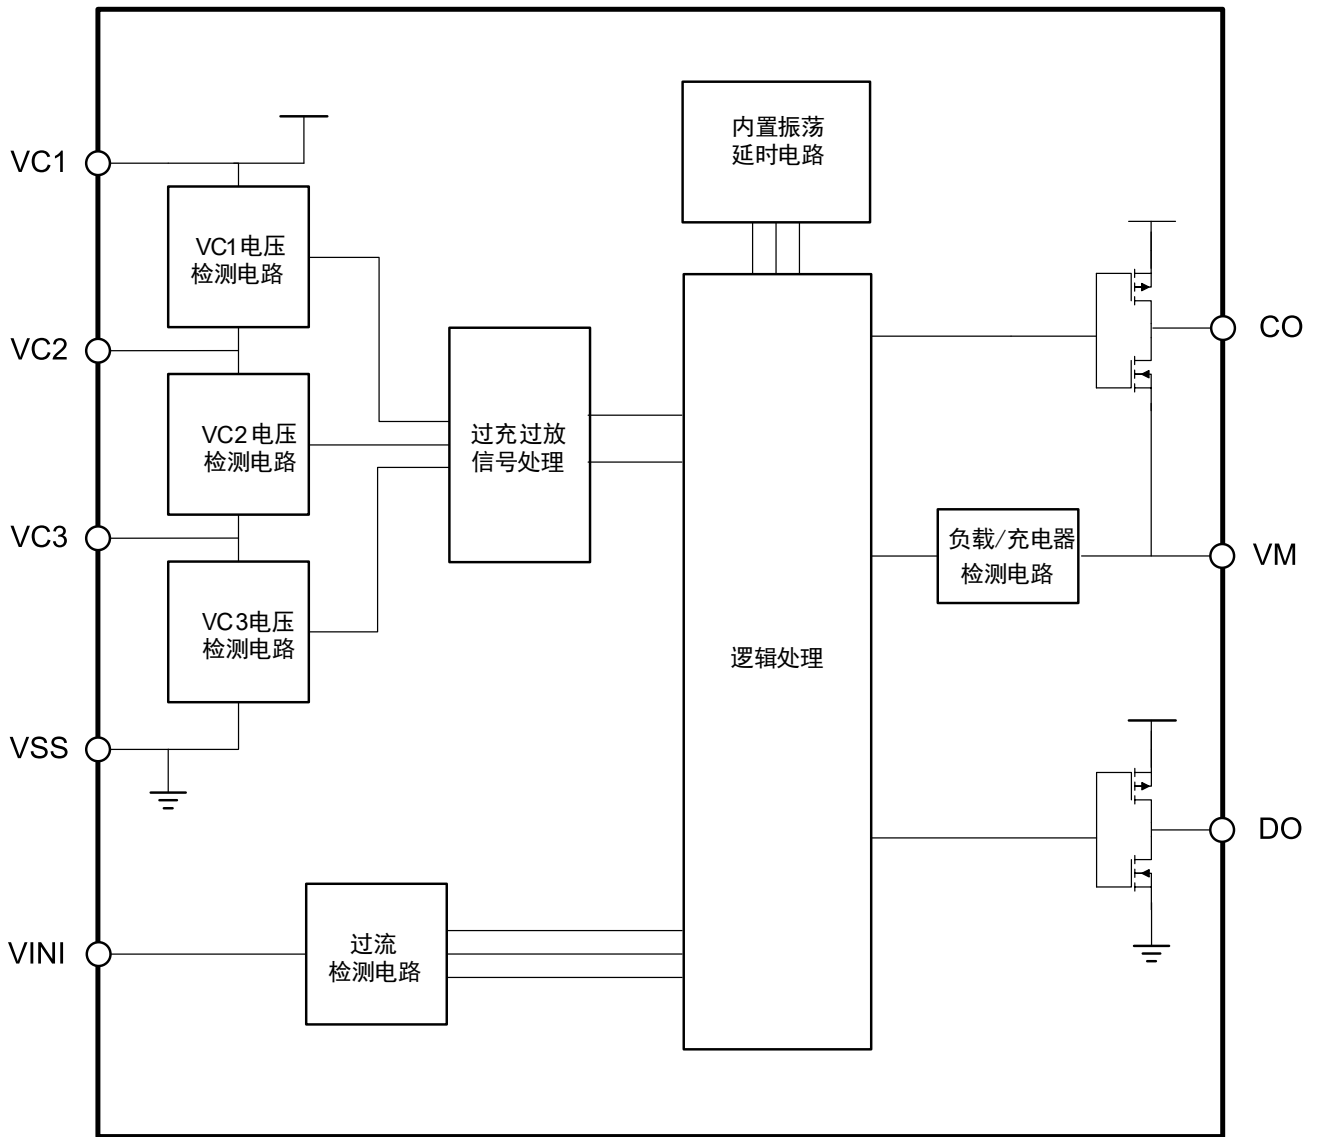 内置振荡
延时电路
VC1
VC1电压
检测电路
VC2
CO
VC2电压
检测电路
过充过放
信号处理
VC3
负载/充电器
检测电路
VM
VC3电压
检测电路
逻辑处理
VSS
DO
VINI
过流
检测电路